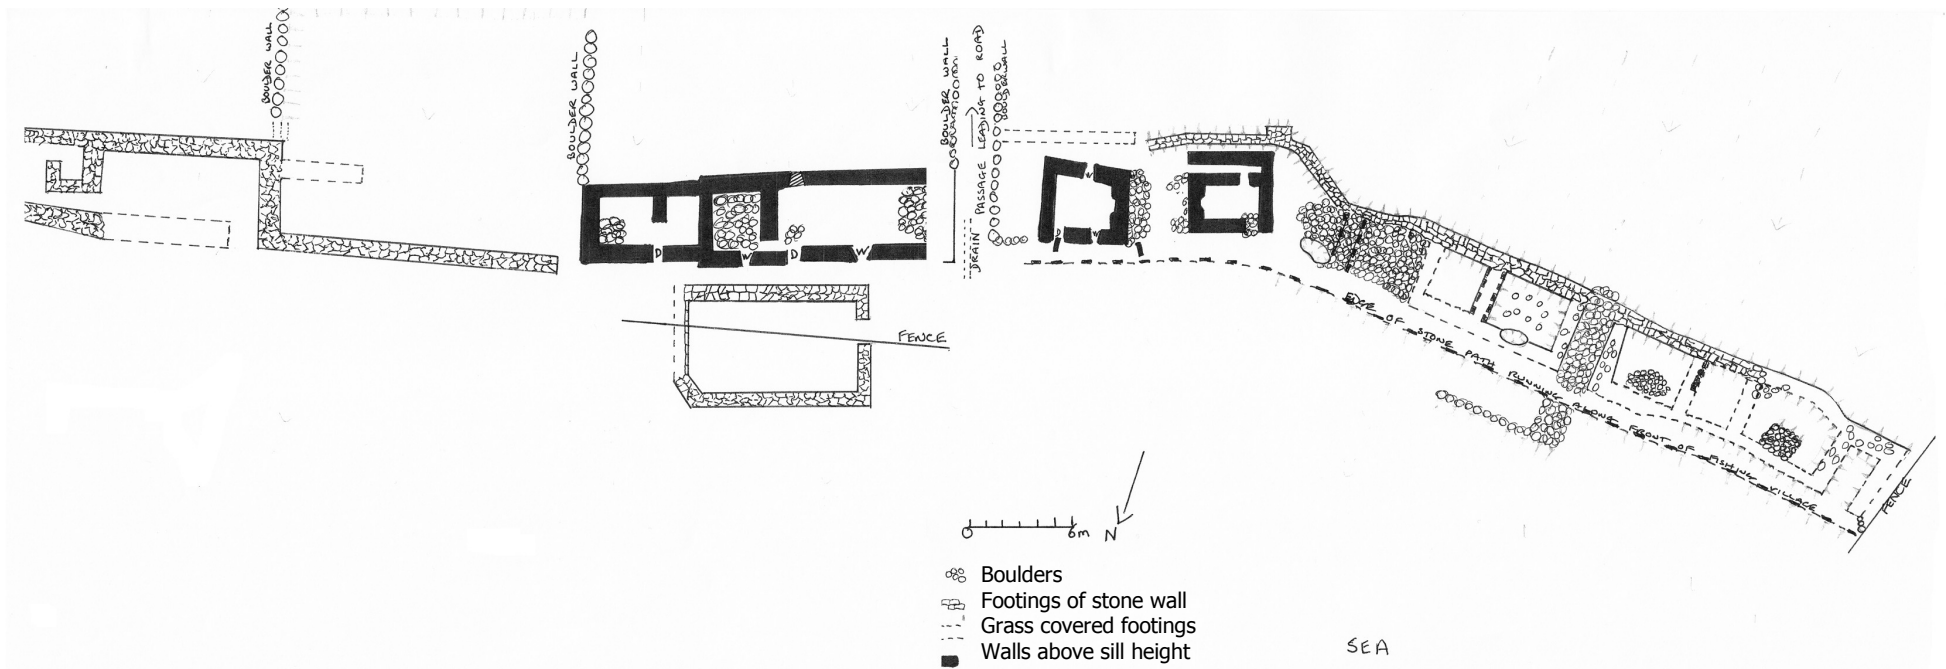 BOULDER WALL
BOULDER WALL
BOULDER WALL
DRAIN
PASSAGE LEADING TO ROAD
BOULDERWALL
W
D
W
D
W
D
W
FENCE
EDGE OF STONE PATH RUNNING ALONG FRONT OF FISHING VILLAGE
FENCE
0 6m
N
Boulders
Footings of stone wall
Grass covered footings
Walls above sill height
SEA